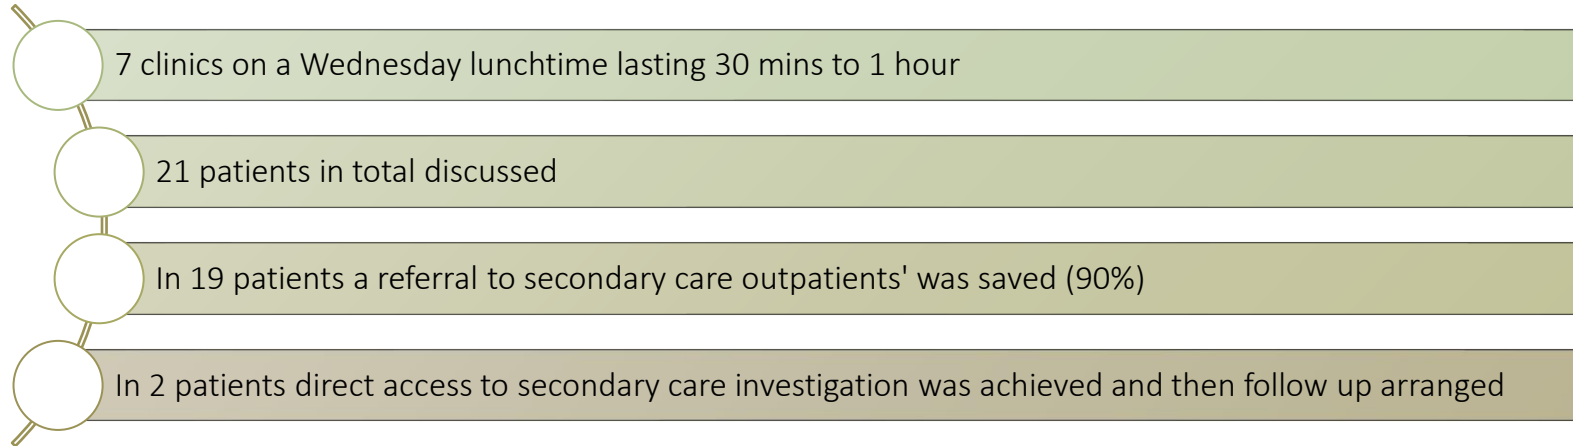 7 clinics on a Wednesday lunchtime lasting 30 mins to 1 hour
21 patients in total discussed
In 19 patients a referral to secondary care outpatients' was saved (90%)
In 2 patients direct access to secondary care investigation was achieved and then follow up arranged